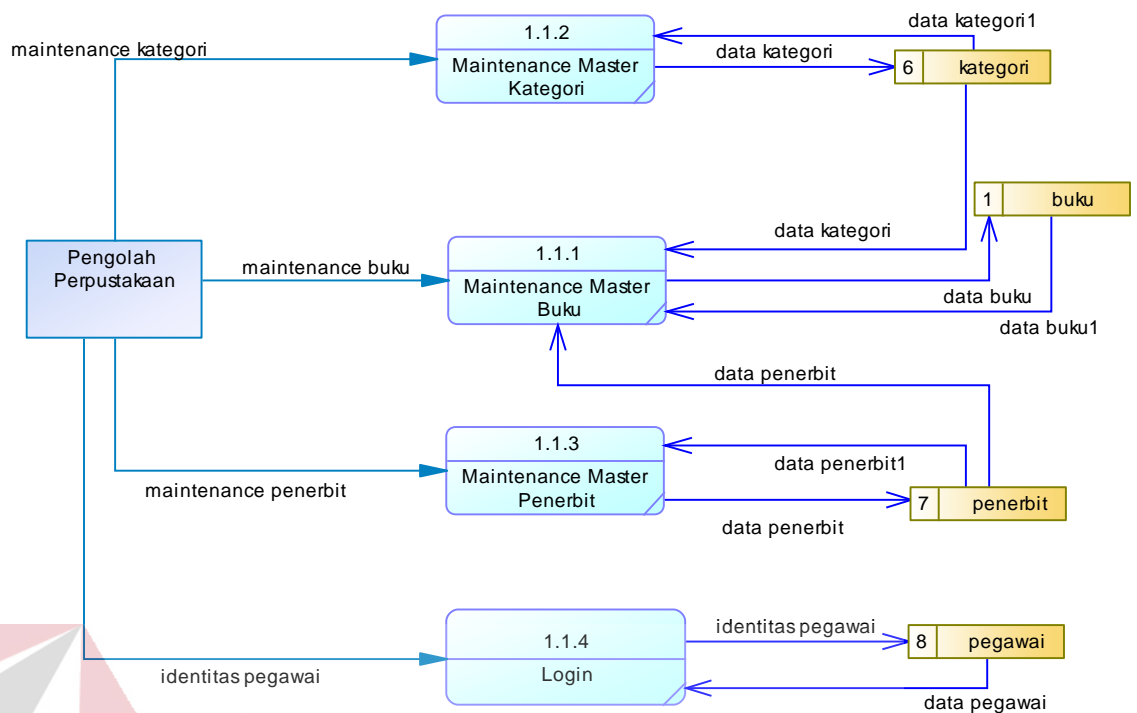 data kategori1
1.1.2
maintenance kategori
data kategori
Maintenance Master
Kategori
6 kategori
1 buku
data kategori
Pengolah
Perpustakaan
1.1.1
maintenance buku
Maintenance Master
Buku
data buku
data buku1
data penerbit
1.1.3
data penerbit1
Maintenance Master
Penerbit
maintenance penerbit
7 penerbit
data penerbit
identitas pegawai
1.1.4
8 pegawai
Login
identitas pegawai
data pegawai